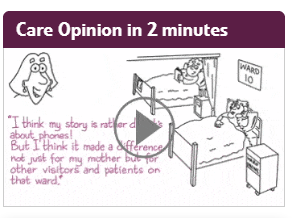 Care Opinion in 2 minutes
WARD
10
"I think my story is rather d
about phones!
But I think it made a difference
not just for my mother but for
other visitors and patients on
that ward."